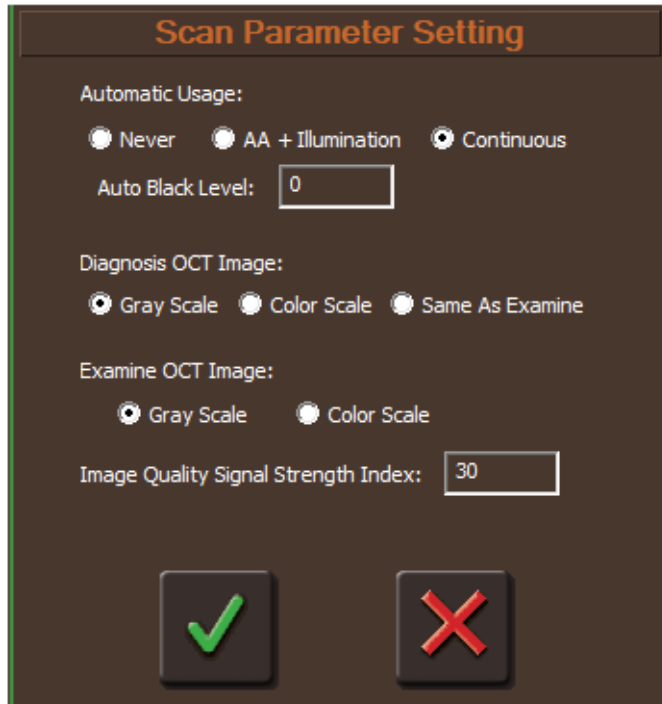 Scan Parameter Setting
Automatic Usage:
Never AA + Illumination Continuous
Auto Black Level: 0
Diagnosis OCT Image:
Gray Scale Color Scale Same As Examine
Examine OCT Image:
Gray Scale Color Scale
Image Quality Signal Strength Index: 30